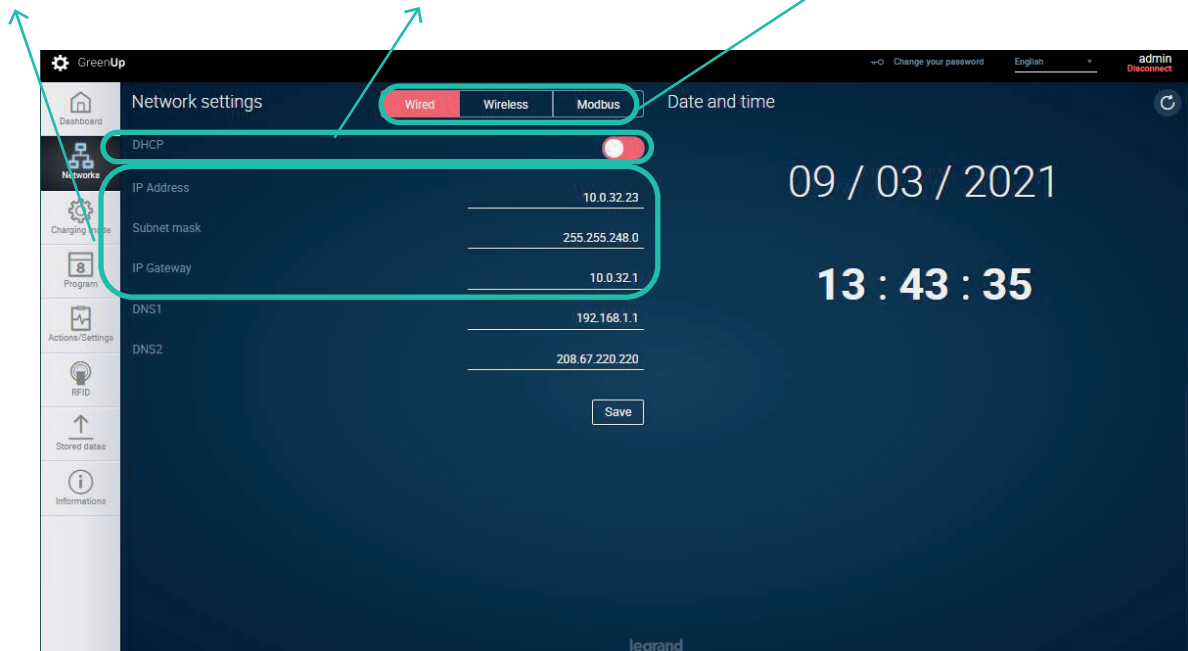 GreenUp
Change your password
English
admin
Disconnect
Dashboard
Networks
Charging mode
8
Program
Actions/Settings
RFID
Stored datas
Informations
Network settings
Wired
Wireless
Modbus
DHCP
IP Address
10.0.32.23
Subnet mask
255.255.248.0
IP Gateway
10.0.32.1
DNS1
192.168.1.1
DNS2
208.67.220.220
Save
Date and time
09 / 03 / 2021
13 : 43 : 35
legrand